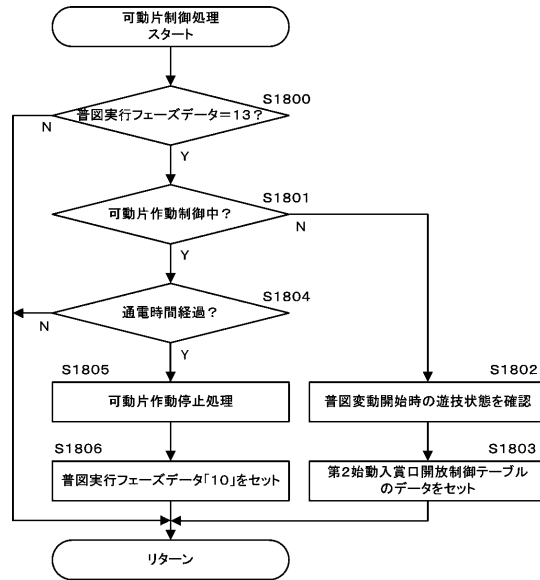 可動片制御処理
スタート
S1800
普図実行フェーズデータ＝13？
N
Y
S1801
可動片作動制御中？
N
Y
S1804
通電時間経過？
N
Y
S1805
可動片作動停止処理
S1802
普図変動開始時の遊技状態を確認
S1806
普図実行フェーズデータ「10」をセット
S1803
第2始動入賞口開放制御テーブル
のデータをセット
リターン